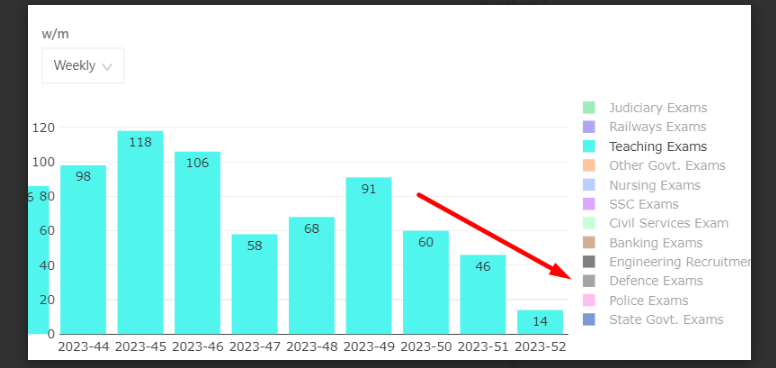 w/m
Weekly
120
100
80
60
40
20
0
6
98
118
106
58
68
91
60
46
14
2023-44
2023-45
2023-46
2023-47
2023-48
2023-49
2023-50
2023-51
2023-52
Judiciary Exams
Railways Exams
Teaching Exams
Other Govt. Exams
Nursing Exams
SSC Exams
Civil Services Exam
Banking Exams
Engineering Recruitmer
Defence Exams
Police Exams
State Govt. Exams